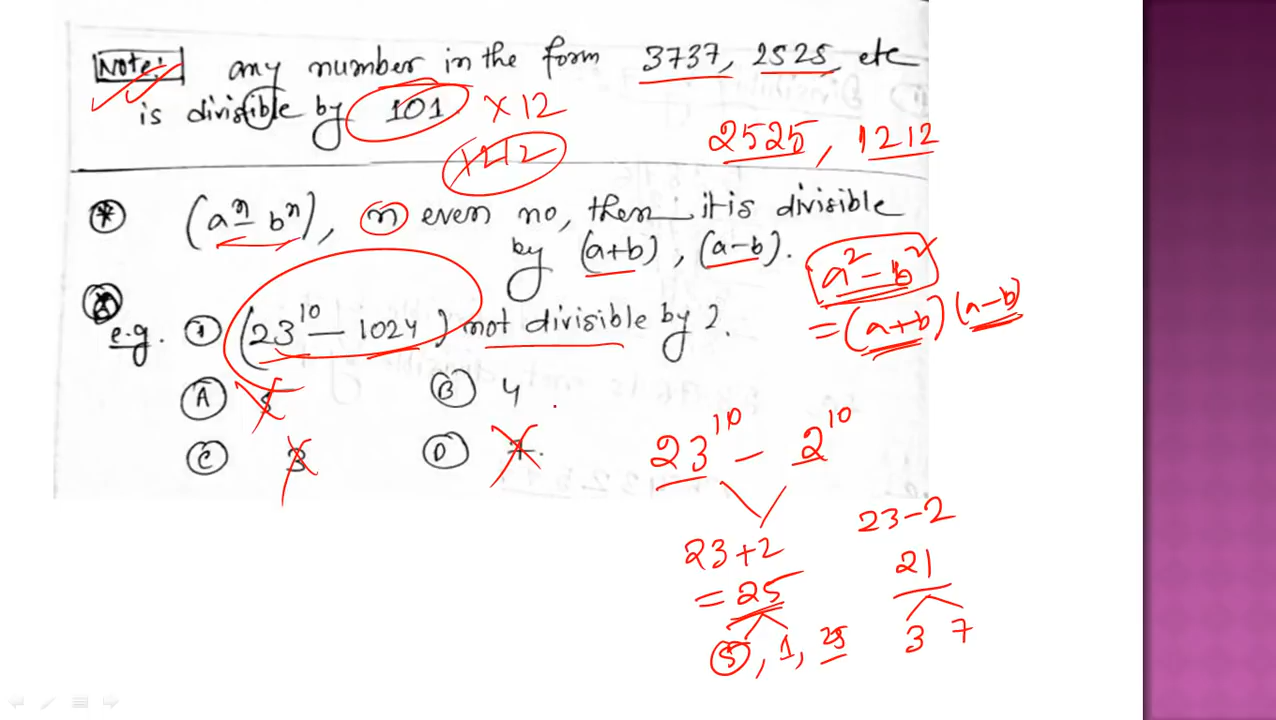 Note: any number in the form 3737, 2525, etc
is divisible by 101 × 12
1212
2525, 1212
(aⁿ - bⁿ), n even no, then it is divisible
by (a+b), (a-b).
a² - b²
= (a+b) (a-b)
e.g. 1 (23¹⁰ - 1024) not divisible by ?
A 5 B 4
C 3 D 7.
23¹⁰ - 2¹⁰
23+2 23-2
= 25 21
5, 1, 25 3 7